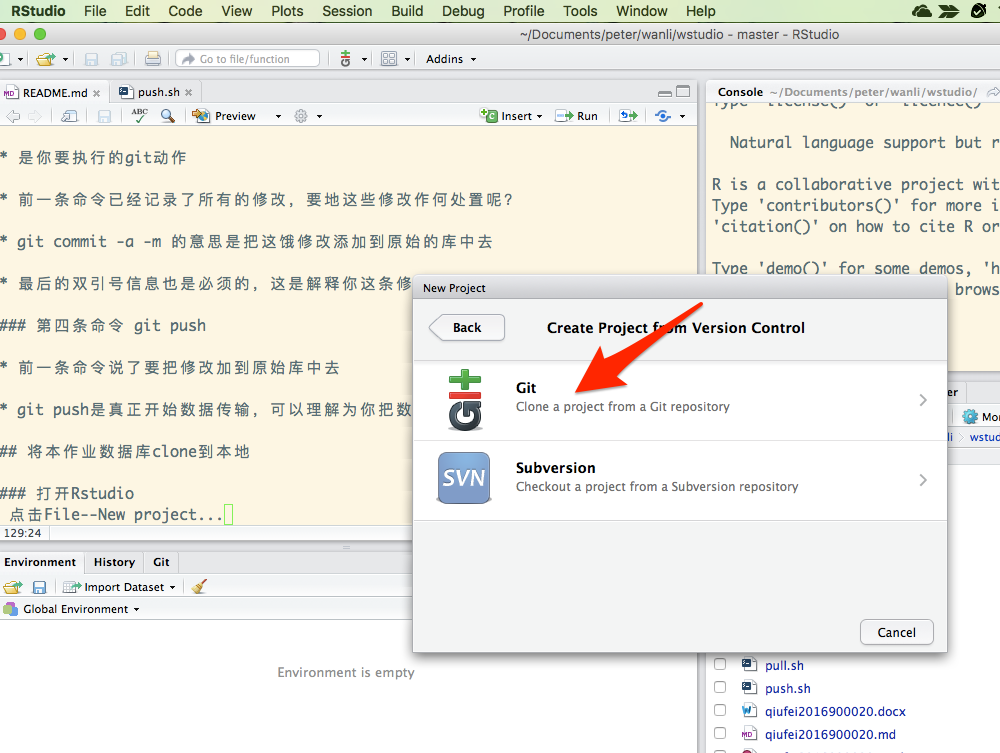 RStudio File Edit Code View Plots Session Build Debug Profile Tools Window Help
~/Documents/peter/wanli/wstudio - master - RStudio
Go to file/function Addins
README.md push.sh
ABC Preview Insert Run
* 是你要执行的git动作
* 前一条命令已经记录了所有的修改，要地这些修改作何处置呢？
* git commit -a -m 的意思是把这饿修改添加到原始的库中去
* 最后的双引号信息也是必须的，这是解释你这条修
### 第四条命令 git push
* 前一条命令说了要把修改加到原始库中去
* git push是真正开始数据传输，可以理解为你把数
## 将本作业数据库clone到本地
### 打开Rstudio
点击File--New project...
129:24
Environment History Git
Import Dataset
Global Environment
Environment is empty
Console ~/Documents/peter/wanli/wstudio/
Type 'license()' or 'licence()'
Natural language support but r
R is a collaborative project wit
Type 'contributors()' for more i
'citation()' on how to cite R or
Type 'demo()' for some demos, 'h
brows
New Project
Back Create Project from Version Control
Git
Clone a project from a Git repository
SVN Subversion
Checkout a project from a Subversion repository
Cancel
er
Mor
li wstud
pull.sh
push.sh
qiufei2016900020.docx
qiufei2016900020.md